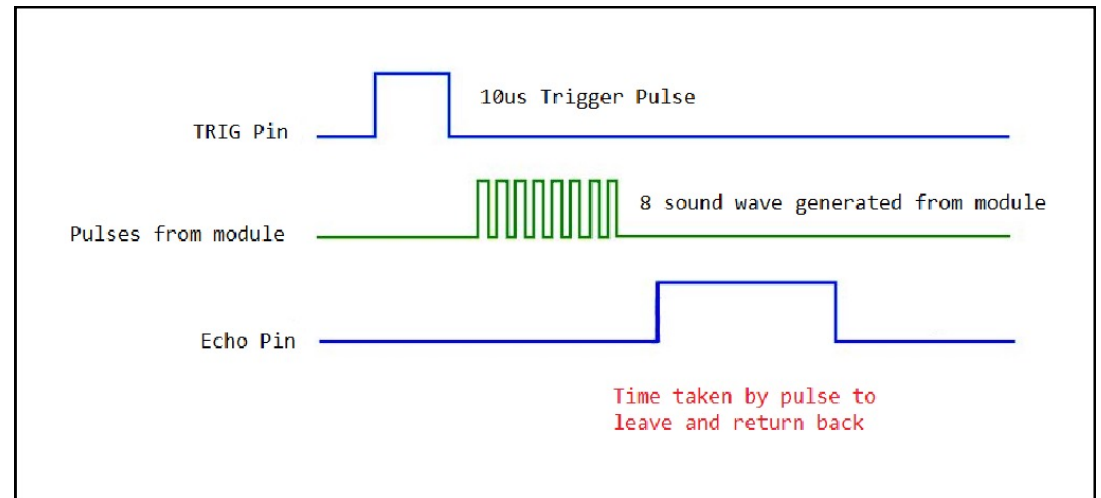 10us Trigger Pulse
TRIG Pin
8 sound wave generated from module
Pulses from module
Echo Pin
Time taken by pulse to
leave and return back